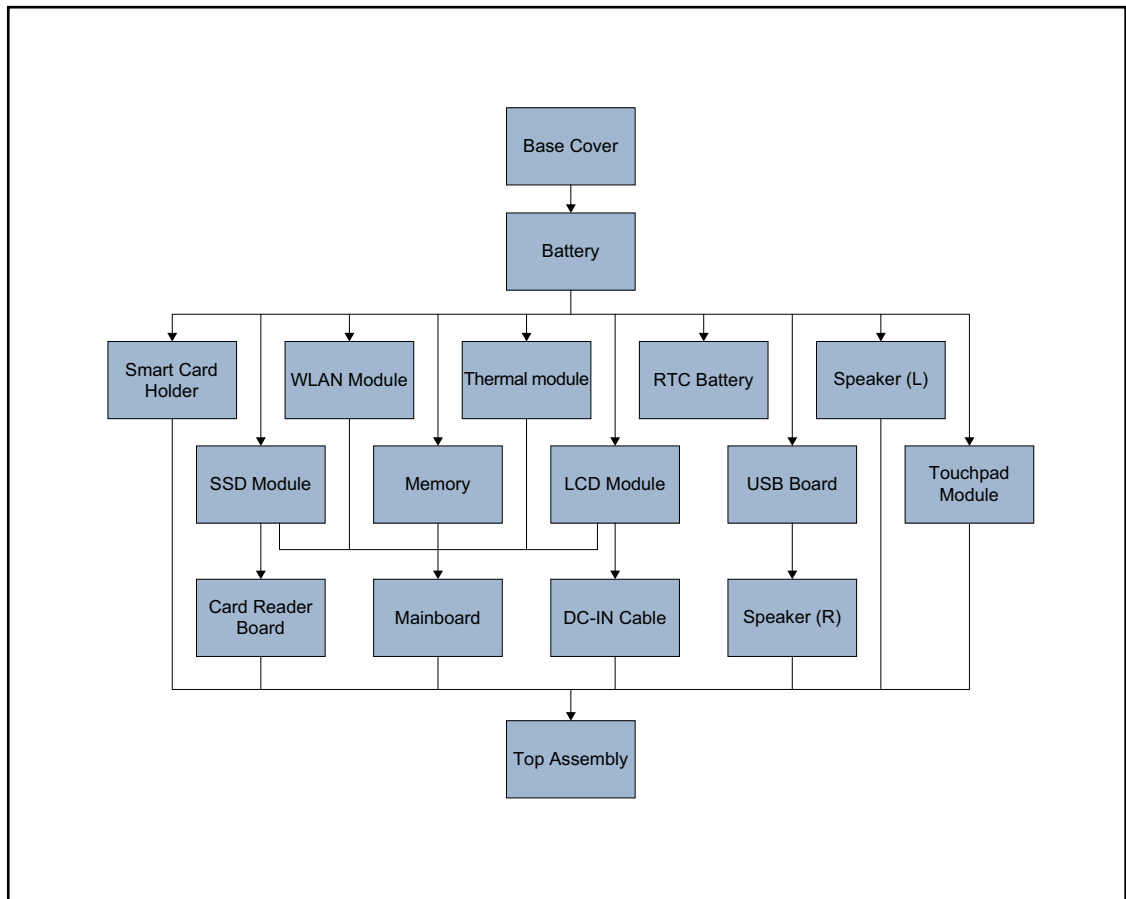 Base Cover
Battery
Smart Card
Holder
WLAN Module
Thermal module
RTC Battery
Speaker (L)
SSD Module
Memory
LCD Module
USB Board
Touchpad
Module
Card Reader
Board
Mainboard
DC-IN Cable
Speaker (R)
Top Assembly